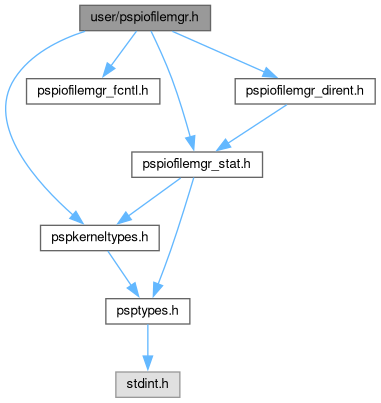 user/pspiofilemgr.h
pspiofilemgr_fcntl.h
pspiofilemgr_dirent.h
pspiofilemgr_stat.h
pspkerneltypes.h
psptypes.h
stdint.h